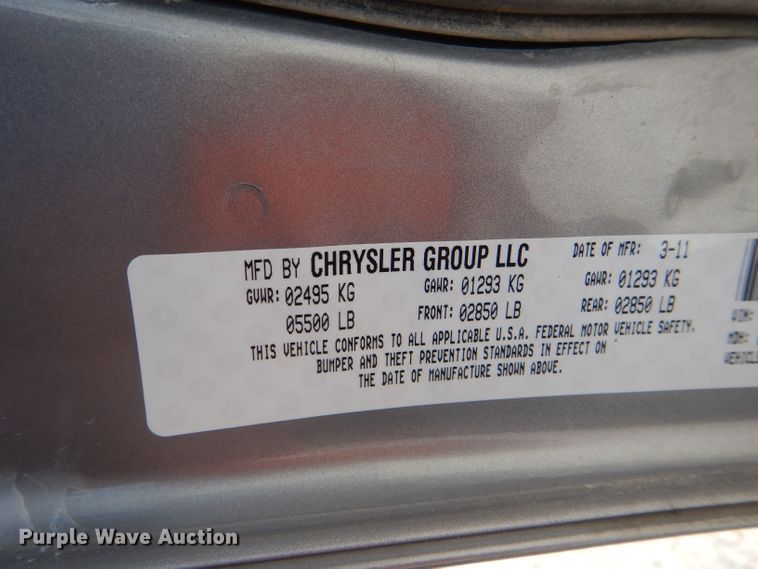 MFD BY CHRYSLER GROUP LLC DATE OF MFR: 3-11
GVWR: 02495 KG GAWR: 01293 KG GAWR: 01293 KG
05500 LB FRONT: 02850 LB REAR: 02850 LB
THIS VEHICLE CONFORMS TO ALL APPLICABLE U.S.A. FEDERAL MOTOR VEHICLE SAFETY,
BUMPER AND THEFT PREVENTION STANDARDS IN EFFECT ON
THE DATE OF MANUFACTURE SHOWN ABOVE.
VIN:
MDH:
Purple Wave Auction